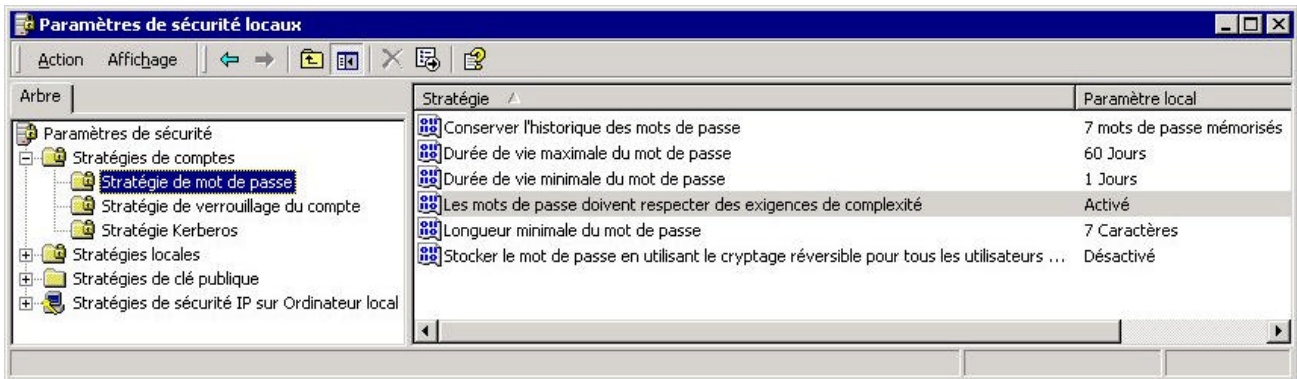 Paramètres de sécurité locaux
Action Affichage
Arbre
Paramètres de sécurité
Stratégies de comptes
Stratégie de mot de passe
Stratégie de verrouillage du compte
Stratégie Kerberos
Stratégies locales
Stratégies de clé publique
Stratégies de sécurité IP sur Ordinateur local
Stratégie Paramètre local
Conserver l'historique des mots de passe 7 mots de passe mémorisés
Durée de vie maximale du mot de passe 60 Jours
Durée de vie minimale du mot de passe 1 Jours
Les mots de passe doivent respecter des exigences de complexité Activé
Longueur minimale du mot de passe 7 Caractères
Stocker le mot de passe en utilisant le cryptage réversible pour tous les utilisateurs ... Désactivé